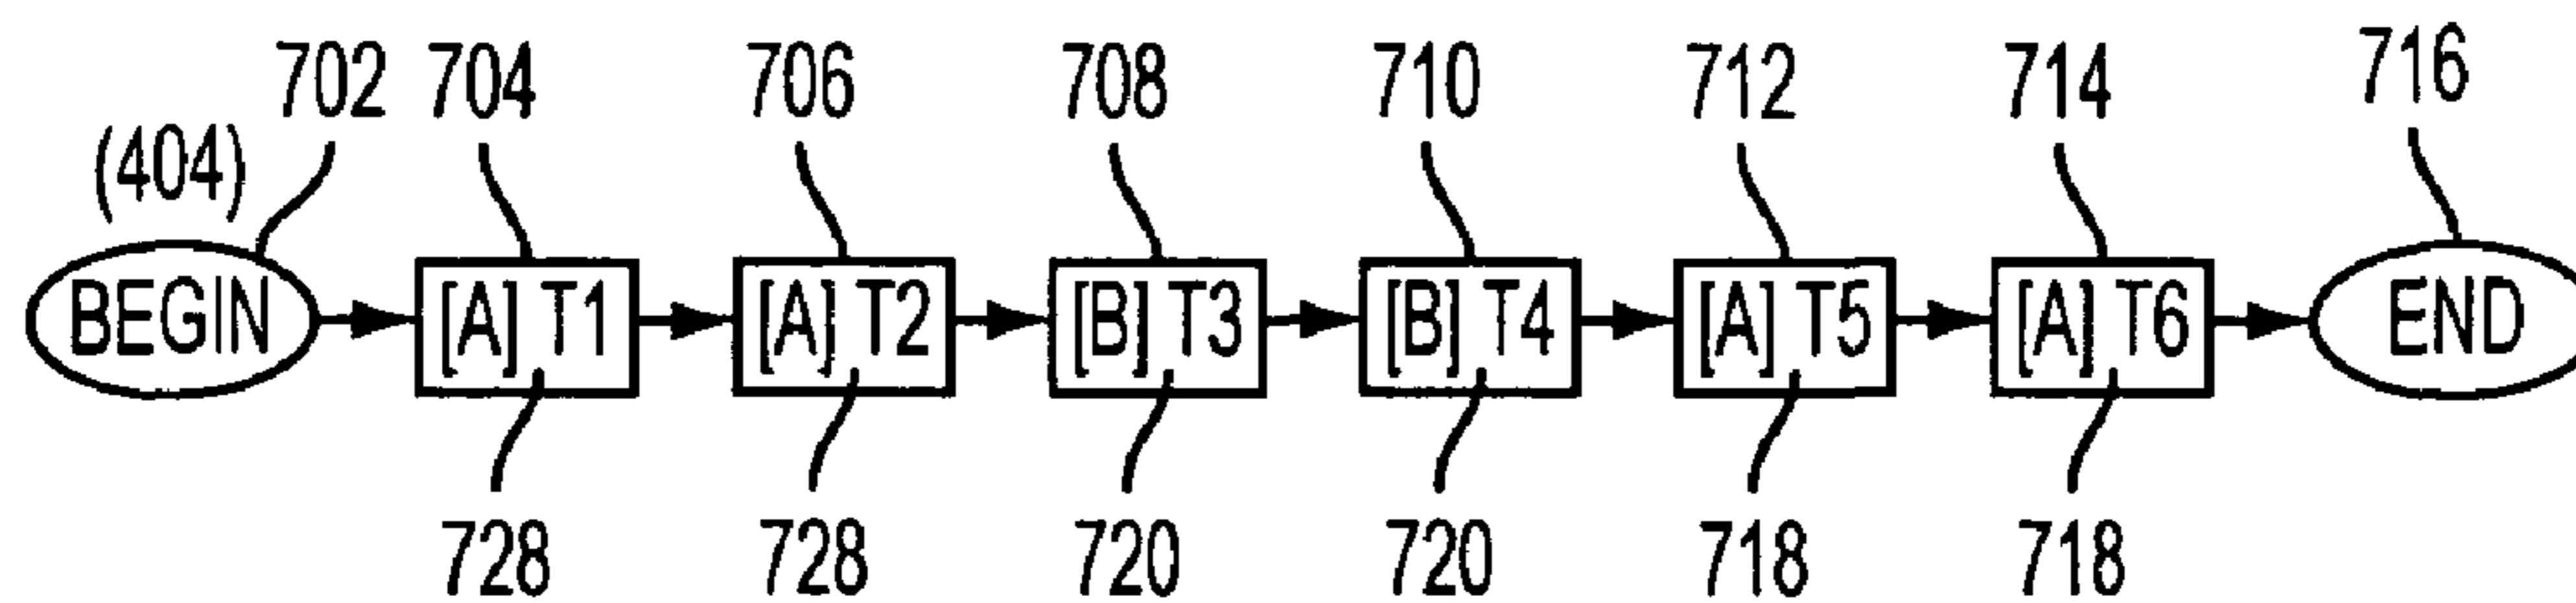 702 704 706 708 710 712 714 716
(404)
BEGIN [A] T1 [A] T2 [B] T3 [B] T4 [A] T5 [A] T6 END
728 728 720 720 718 718